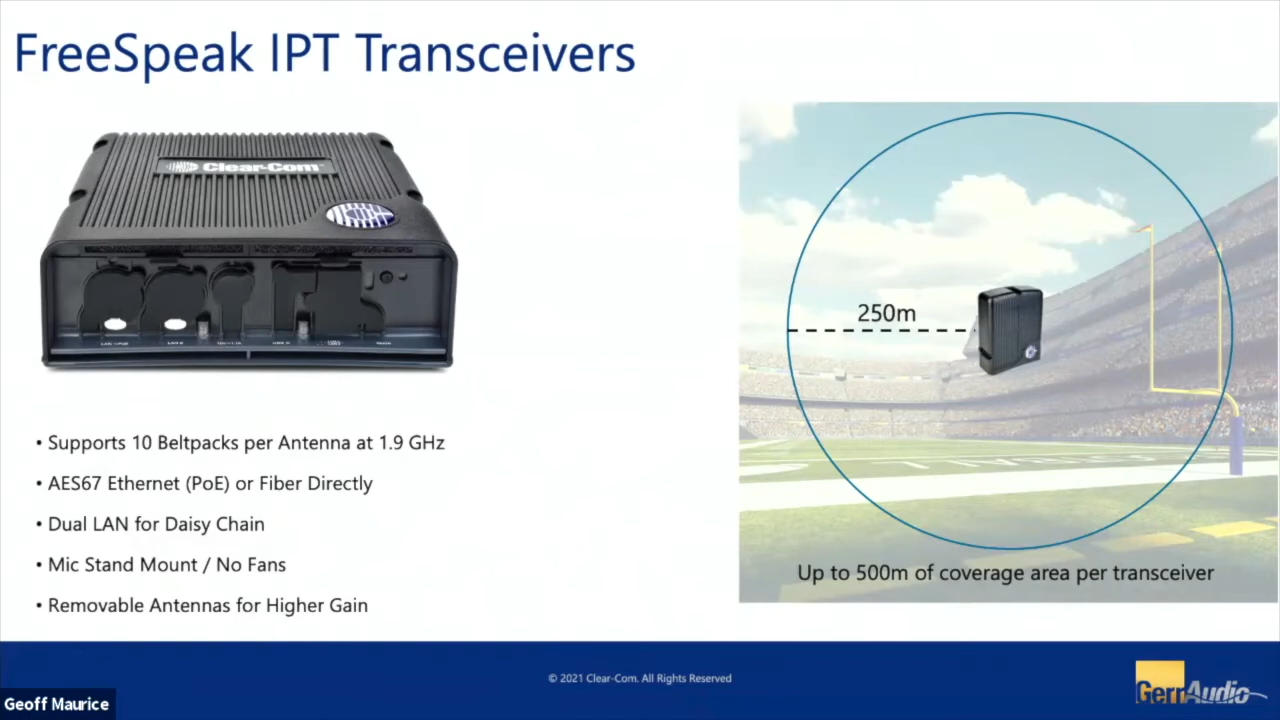 FreeSpeak IPT Transceivers
Clear-Com
• Supports 10 Beltpacks per Antenna at 1.9 GHz
• AES67 Ethernet (PoE) or Fiber Directly
• Dual LAN for Daisy Chain
• Mic Stand Mount / No Fans
• Removable Antennas for Higher Gain
250m
Up to 500m of coverage area per transceiver
© 2021 Clear-Com. All Rights Reserved
GerrAudio
Geoff Maurice